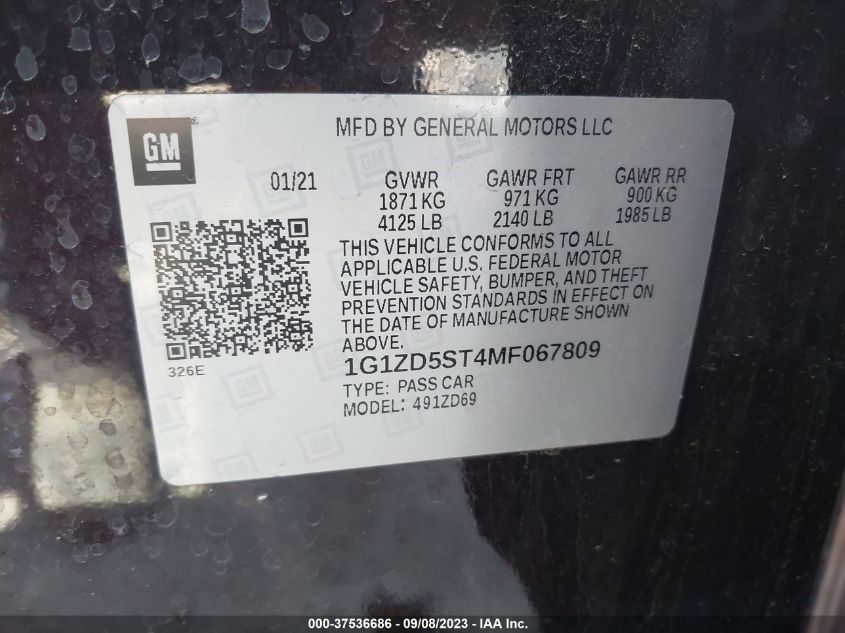 MFD BY GENERAL MOTORS LLC
GM
01/21
GVWR GAWR FRT GAWR RR
1871 KG 971 KG 900 KG
4125 LB 2140 LB 1985 LB
THIS VEHICLE CONFORMS TO ALL
APPLICABLE U.S. FEDERAL MOTOR
VEHICLE SAFETY, BUMPER, AND THEFT
PREVENTION STANDARDS IN EFFECT ON
THE DATE OF MANUFACTURE SHOWN
ABOVE.
326E
1G1ZD5ST4MF067809
TYPE: PASS CAR
MODEL: 491ZD69
000-37536686 - 09/08/2023 - IAAI Inc.